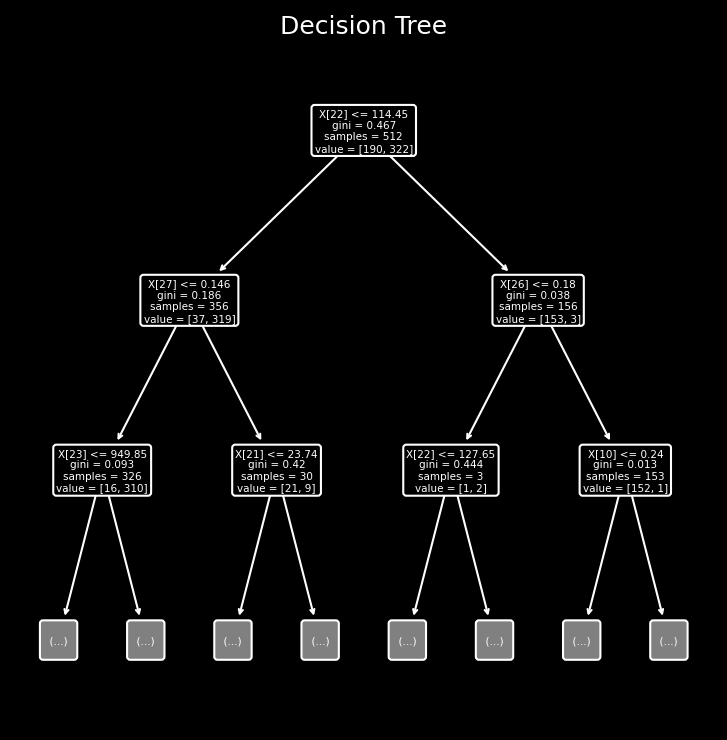 Decision Tree
X[22] <= 114.45
gini = 0.467
samples = 512
value = [190, 322]
X[27] <= 0.146
gini = 0.186
samples = 356
value = [37, 319]
X[26] <= 0.18
gini = 0.038
samples = 156
value = [153, 3]
X[23] <= 949.85
gini = 0.093
samples = 326
value = [16, 310]
X[21] <= 23.74
gini = 0.42
samples = 30
value = [21, 9]
X[22] <= 127.65
gini = 0.444
samples = 3
value = [1, 2]
X[10] <= 0.24
gini = 0.013
samples = 153
value = [152, 1]
(...)
(...)
(...)
(...)
(...)
(...)
(...)
(...)